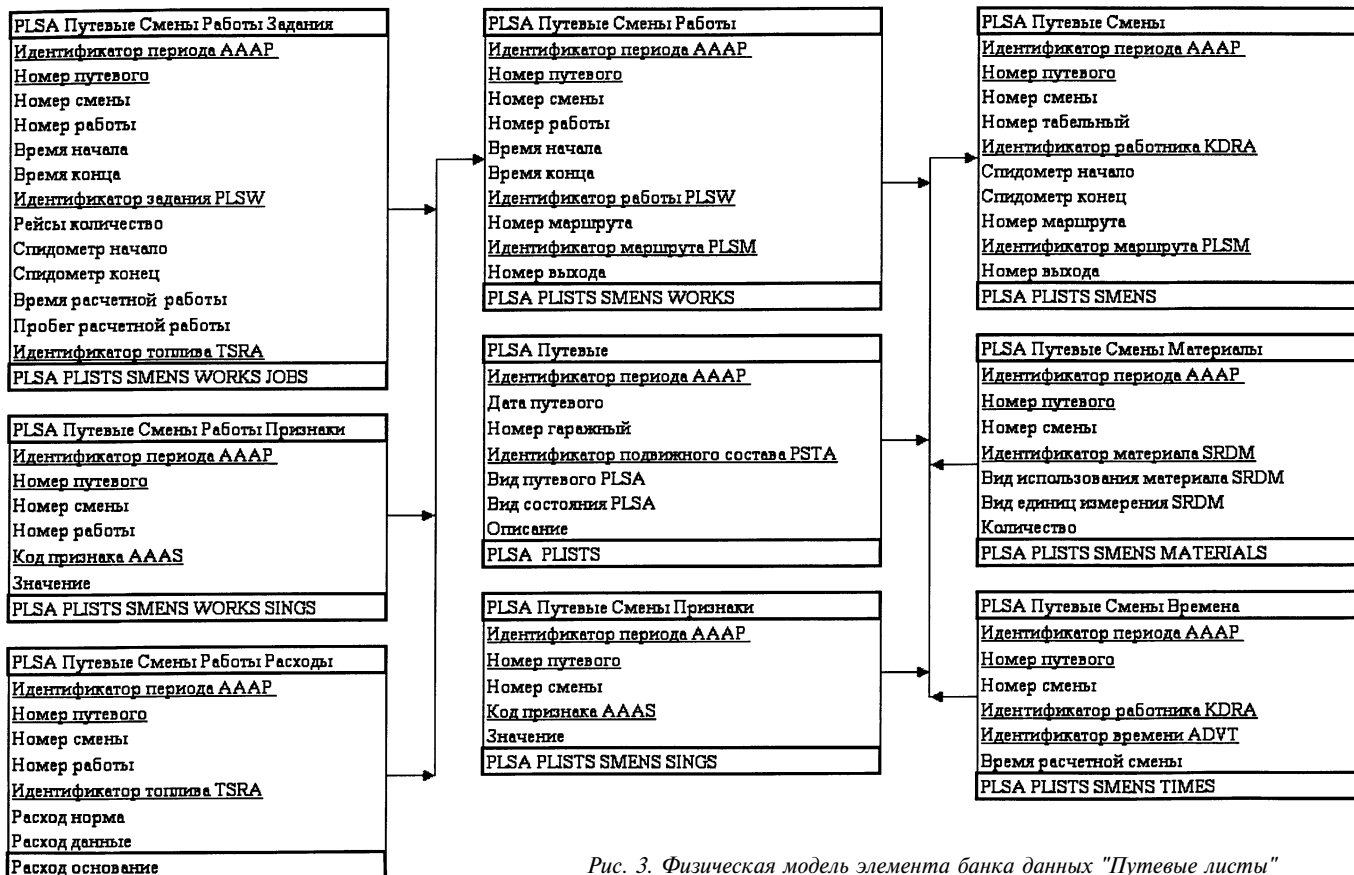 PLSA Путевые Смены Работы Задания
Идентификатор периода AAAP
Номер путевого
Номер смены
Номер работы
Время начала
Время конца
Идентификатор задания PLSW
Рейсы количество
Спидометр начало
Спидометр конец
Время расчетной работы
Пробег расчетной работы
Идентификатор топлива TSRA
PLSA PLISTS SMENS WORKS JOBS
PLSA Путевые Смены Работы Признаки
Идентификатор периода AAAP
Номер путевого
Номер смены
Номер работы
Код признака AAAS
Значение
PLSA PLISTS SMENS WORKS SINGS
PLSA Путевые Смены Работы Расходы
Идентификатор периода AAAP
Номер путевого
Номер смены
Номер работы
Идентификатор топлива TSRA
Расход норма
Расход данные
Расход основание
PLSA Путевые Смены Работы
Идентификатор периода AAAP
Номер путевого
Номер смены
Номер работы
Время начала
Время конца
Идентификатор работы PLSW
Номер маршрута
Идентификатор маршрута PLSM
Номер выхода
PLSA PLISTS SMENS WORKS
PLSA Путевые
Идентификатор периода AAAP
Дата путевого
Номер гаражный
Идентификатор подвижного состава PSTA
Вид путевого PLSA
Вид состояния PLSA
Описание
PLSA PLISTS
PLSA Путевые Смены Признаки
Идентификатор периода AAAP
Номер путевого
Номер смены
Код признака AAAS
Значение
PLSA PLISTS SMENS SINGS
PLSA Путевые Смены
Идентификатор периода AAAP
Номер путевого
Номер смены
Номер табельный
Идентификатор работника KDRA
Спидометр начало
Спидометр конец
Номер маршрута
Идентификатор маршрута PLSM
Номер выхода
PLSA PLISTS SMENS
PLSA Путевые Смены Материалы
Идентификатор периода AAAP
Номер путевого
Номер смены
Идентификатор материала SRDM
Вид использования материала SRDM
Вид единиц измерения SRDM
Количество
PLSA PLISTS SMENS MATERIALS
PLSA Путевые Смены Времена
Идентификатор периода AAAP
Номер путевого
Номер смены
Идентификатор работника KDRA
Идентификатор времени ADVT
Время расчетной смены
PLSA PLISTS SMENS TIMES
Рис. 3. Физическая модель элемента банка данных "Путевые листы"